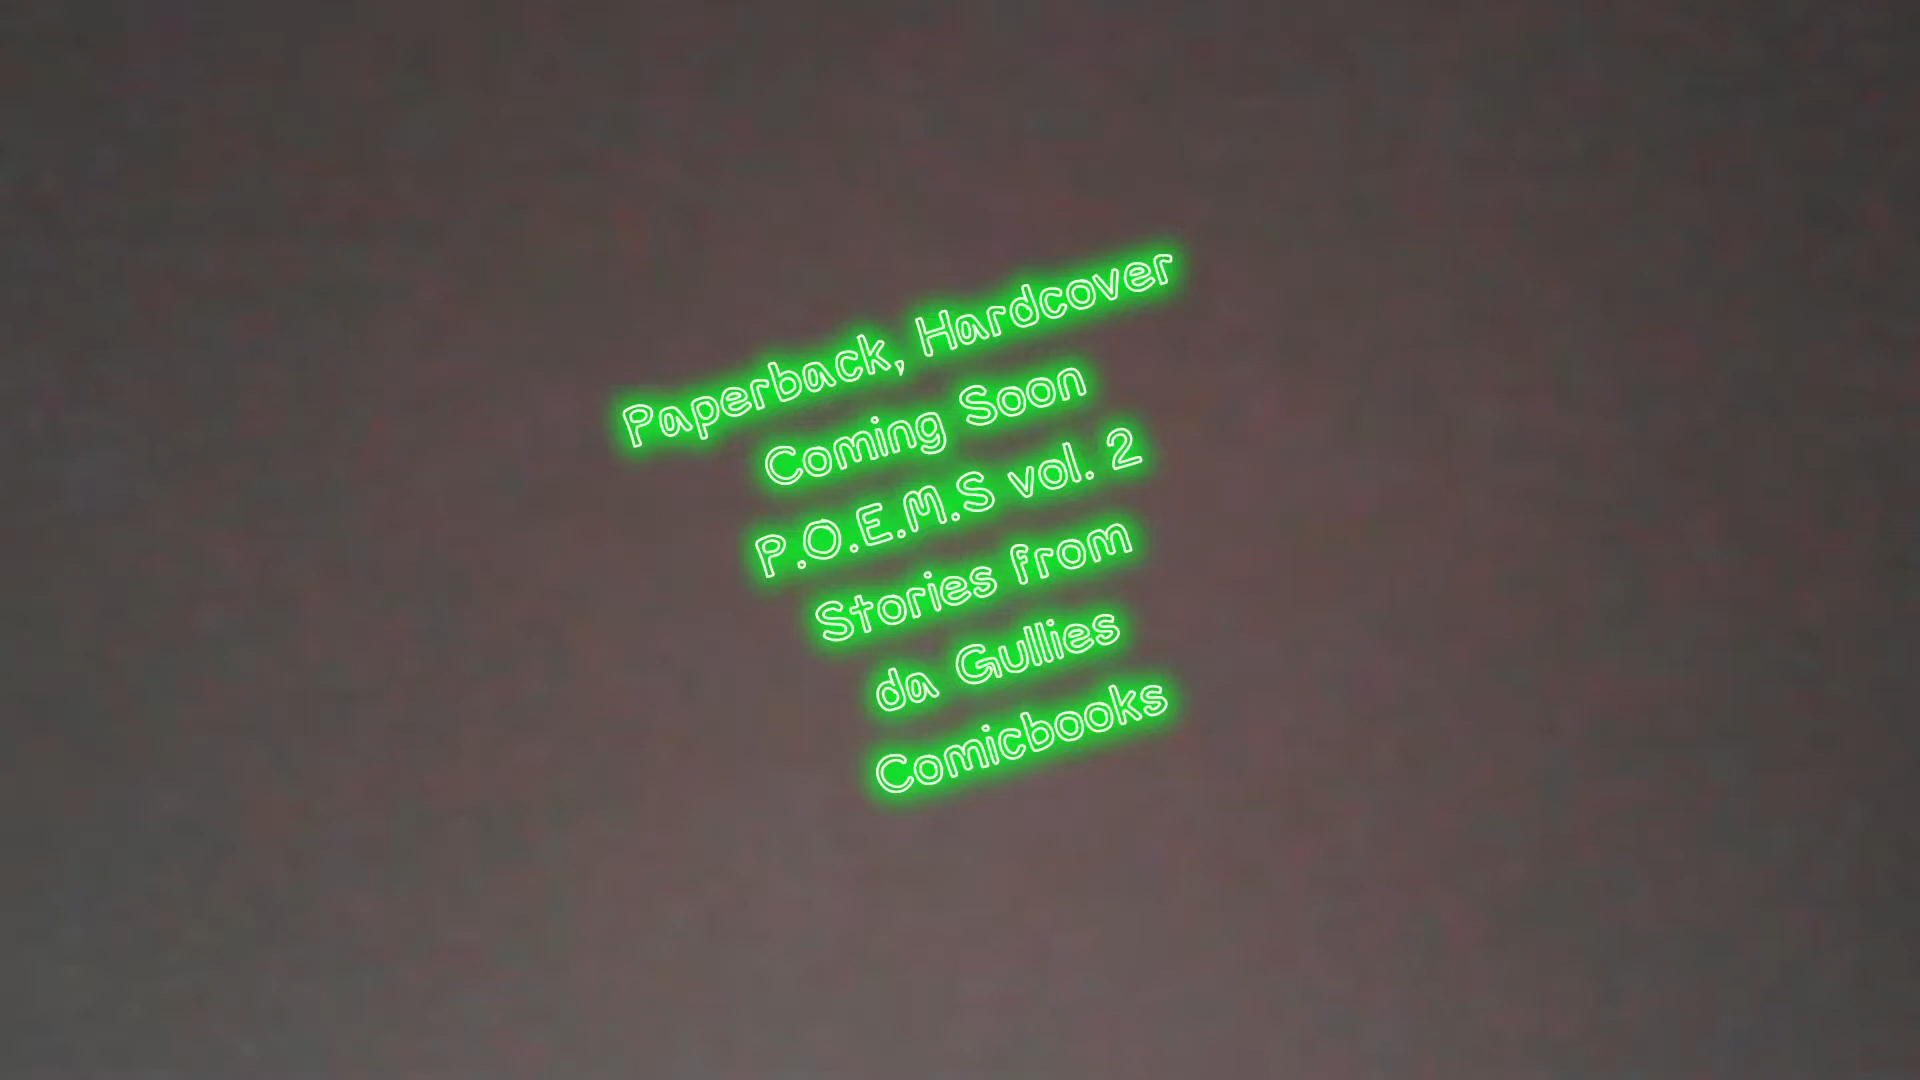 Paperback, Hardcover
Coming Soon
P.O.E.M.S vol. 2
Stories from
da Gullies
Comicbooks